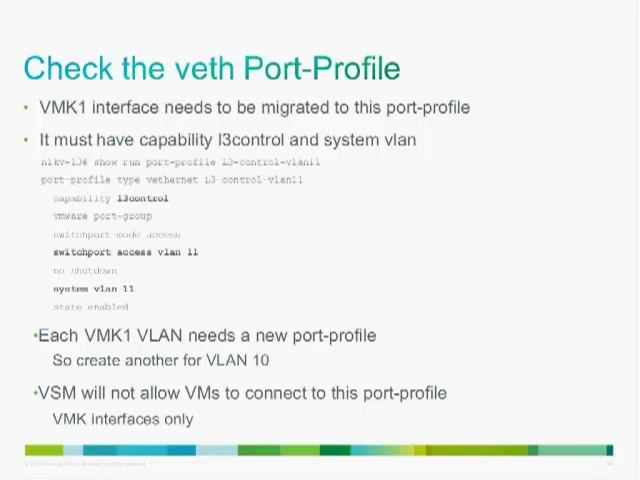 Check the veth Port-Profile
• VMK1 interface needs to be migrated to this port-profile
• It must have capability l3control and system vlan
n1kv-l3# show run port-profile L3-control-vlan11
port-profile type vethernet L3-control-vlan11
capability l3control
vmware port-group
switchport mode access
switchport access vlan 11
no shutdown
system vlan 11
state enabled
•Each VMK1 VLAN needs a new port-profile
So create another for VLAN 10
•VSM will not allow VMs to connect to this port-profile
VMK interfaces only